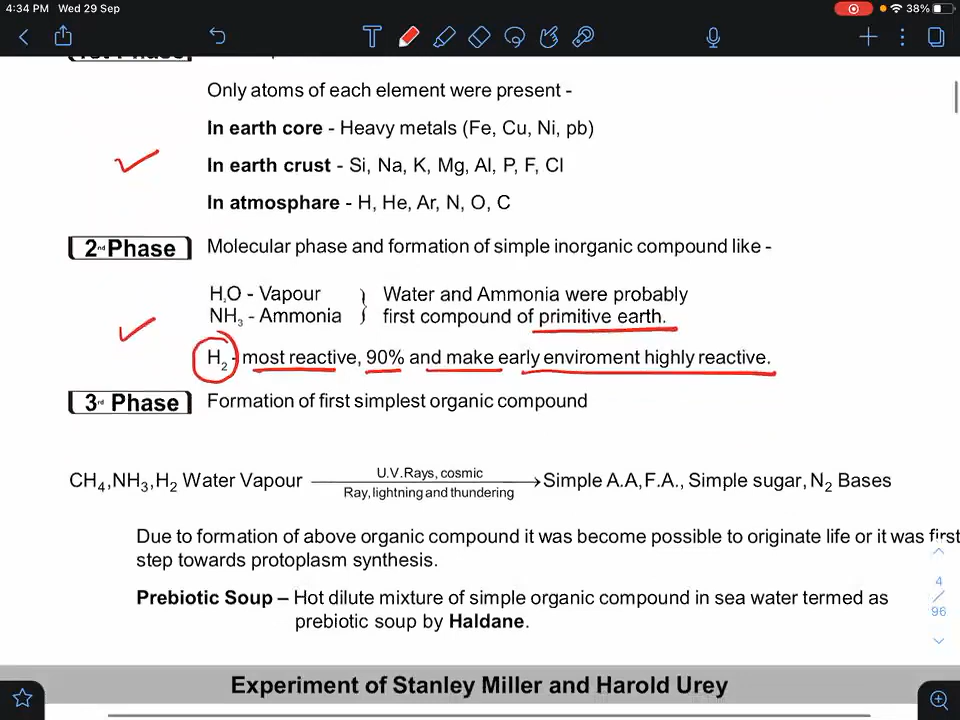 4:34 PM Wed 29 Sep
38%
1st Phase
Only atoms of each element were present -
In earth core - Heavy metals (Fe, Cu, Ni, pb)
In earth crust - Si, Na, K, Mg, Al, P, F, Cl
In atmosphare - H, He, Ar, N, O, C
2nd Phase Molecular phase and formation of simple inorganic compound like -
H2O - Vapour } Water and Ammonia were probably
NH3 - Ammonia first compound of primitive earth.
H2 - most reactive, 90% and make early enviroment highly reactive.
3rd Phase Formation of first simplest organic compound
U.V.Rays, cosmic
CH4,NH3,H2 Water Vapour → Simple A.A,F.A., Simple sugar, N2 Bases
Ray,lightning and thundering
Due to formation of above organic compound it was become possible to originate life or it was first
step towards protoplasm synthesis.
Prebiotic Soup – Hot dilute mixture of simple organic compound in sea water termed as
prebiotic soup by Haldane.
4
/
96
Experiment of Stanley Miller and Harold Urey